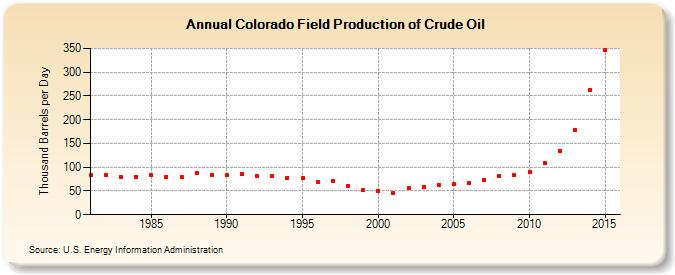 Annual Colorado Field Production of Crude Oil
Thousand Barrels per Day
350
300
250
200
150
100
50
0
1985 1990 1995 2000 2005 2010 2015
Source: U.S. Energy Information Administration